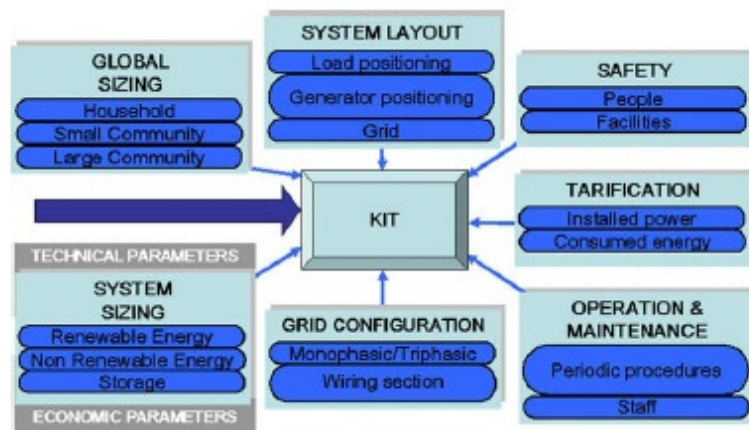 SYSTEM LAYOUT
Load positioning
Generator positioning
Grid
GLOBAL
SIZING
Household
Small Community
Large Community
SAFETY
People
Facilities
KIT
TARIFICATION
Installed power
Consumed energy
TECHNICAL PARAMETERS
SYSTEM
SIZING
Renewable Energy
Non Renewable Energy
Storage
ECONOMIC PARAMETERS
GRID CONFIGURATION
Monophasic/Triphasic
Wiring section
OPERATION &
MAINTENANCE
Periodic procedures
Staff